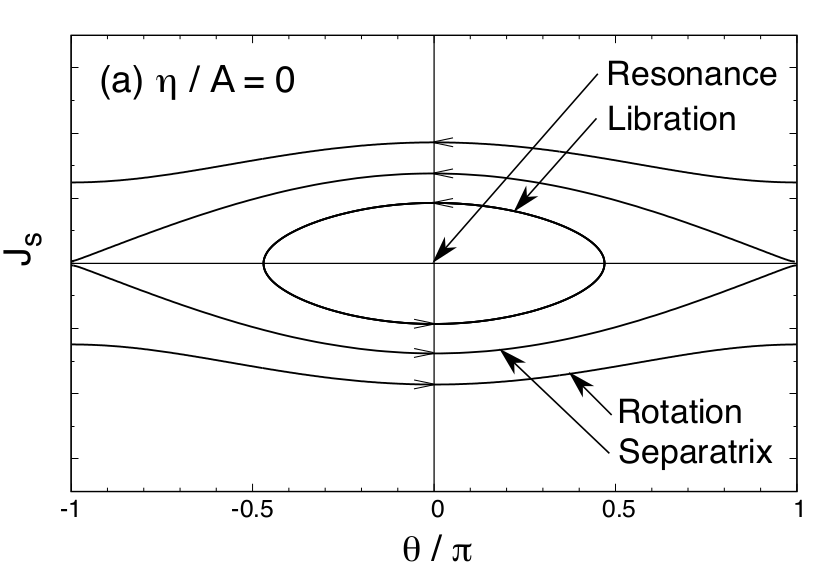 (a) η / A = 0
Resonance
Libration
J_s
Rotation
Separatrix
-1 -0.5 0 0.5 1
θ / π